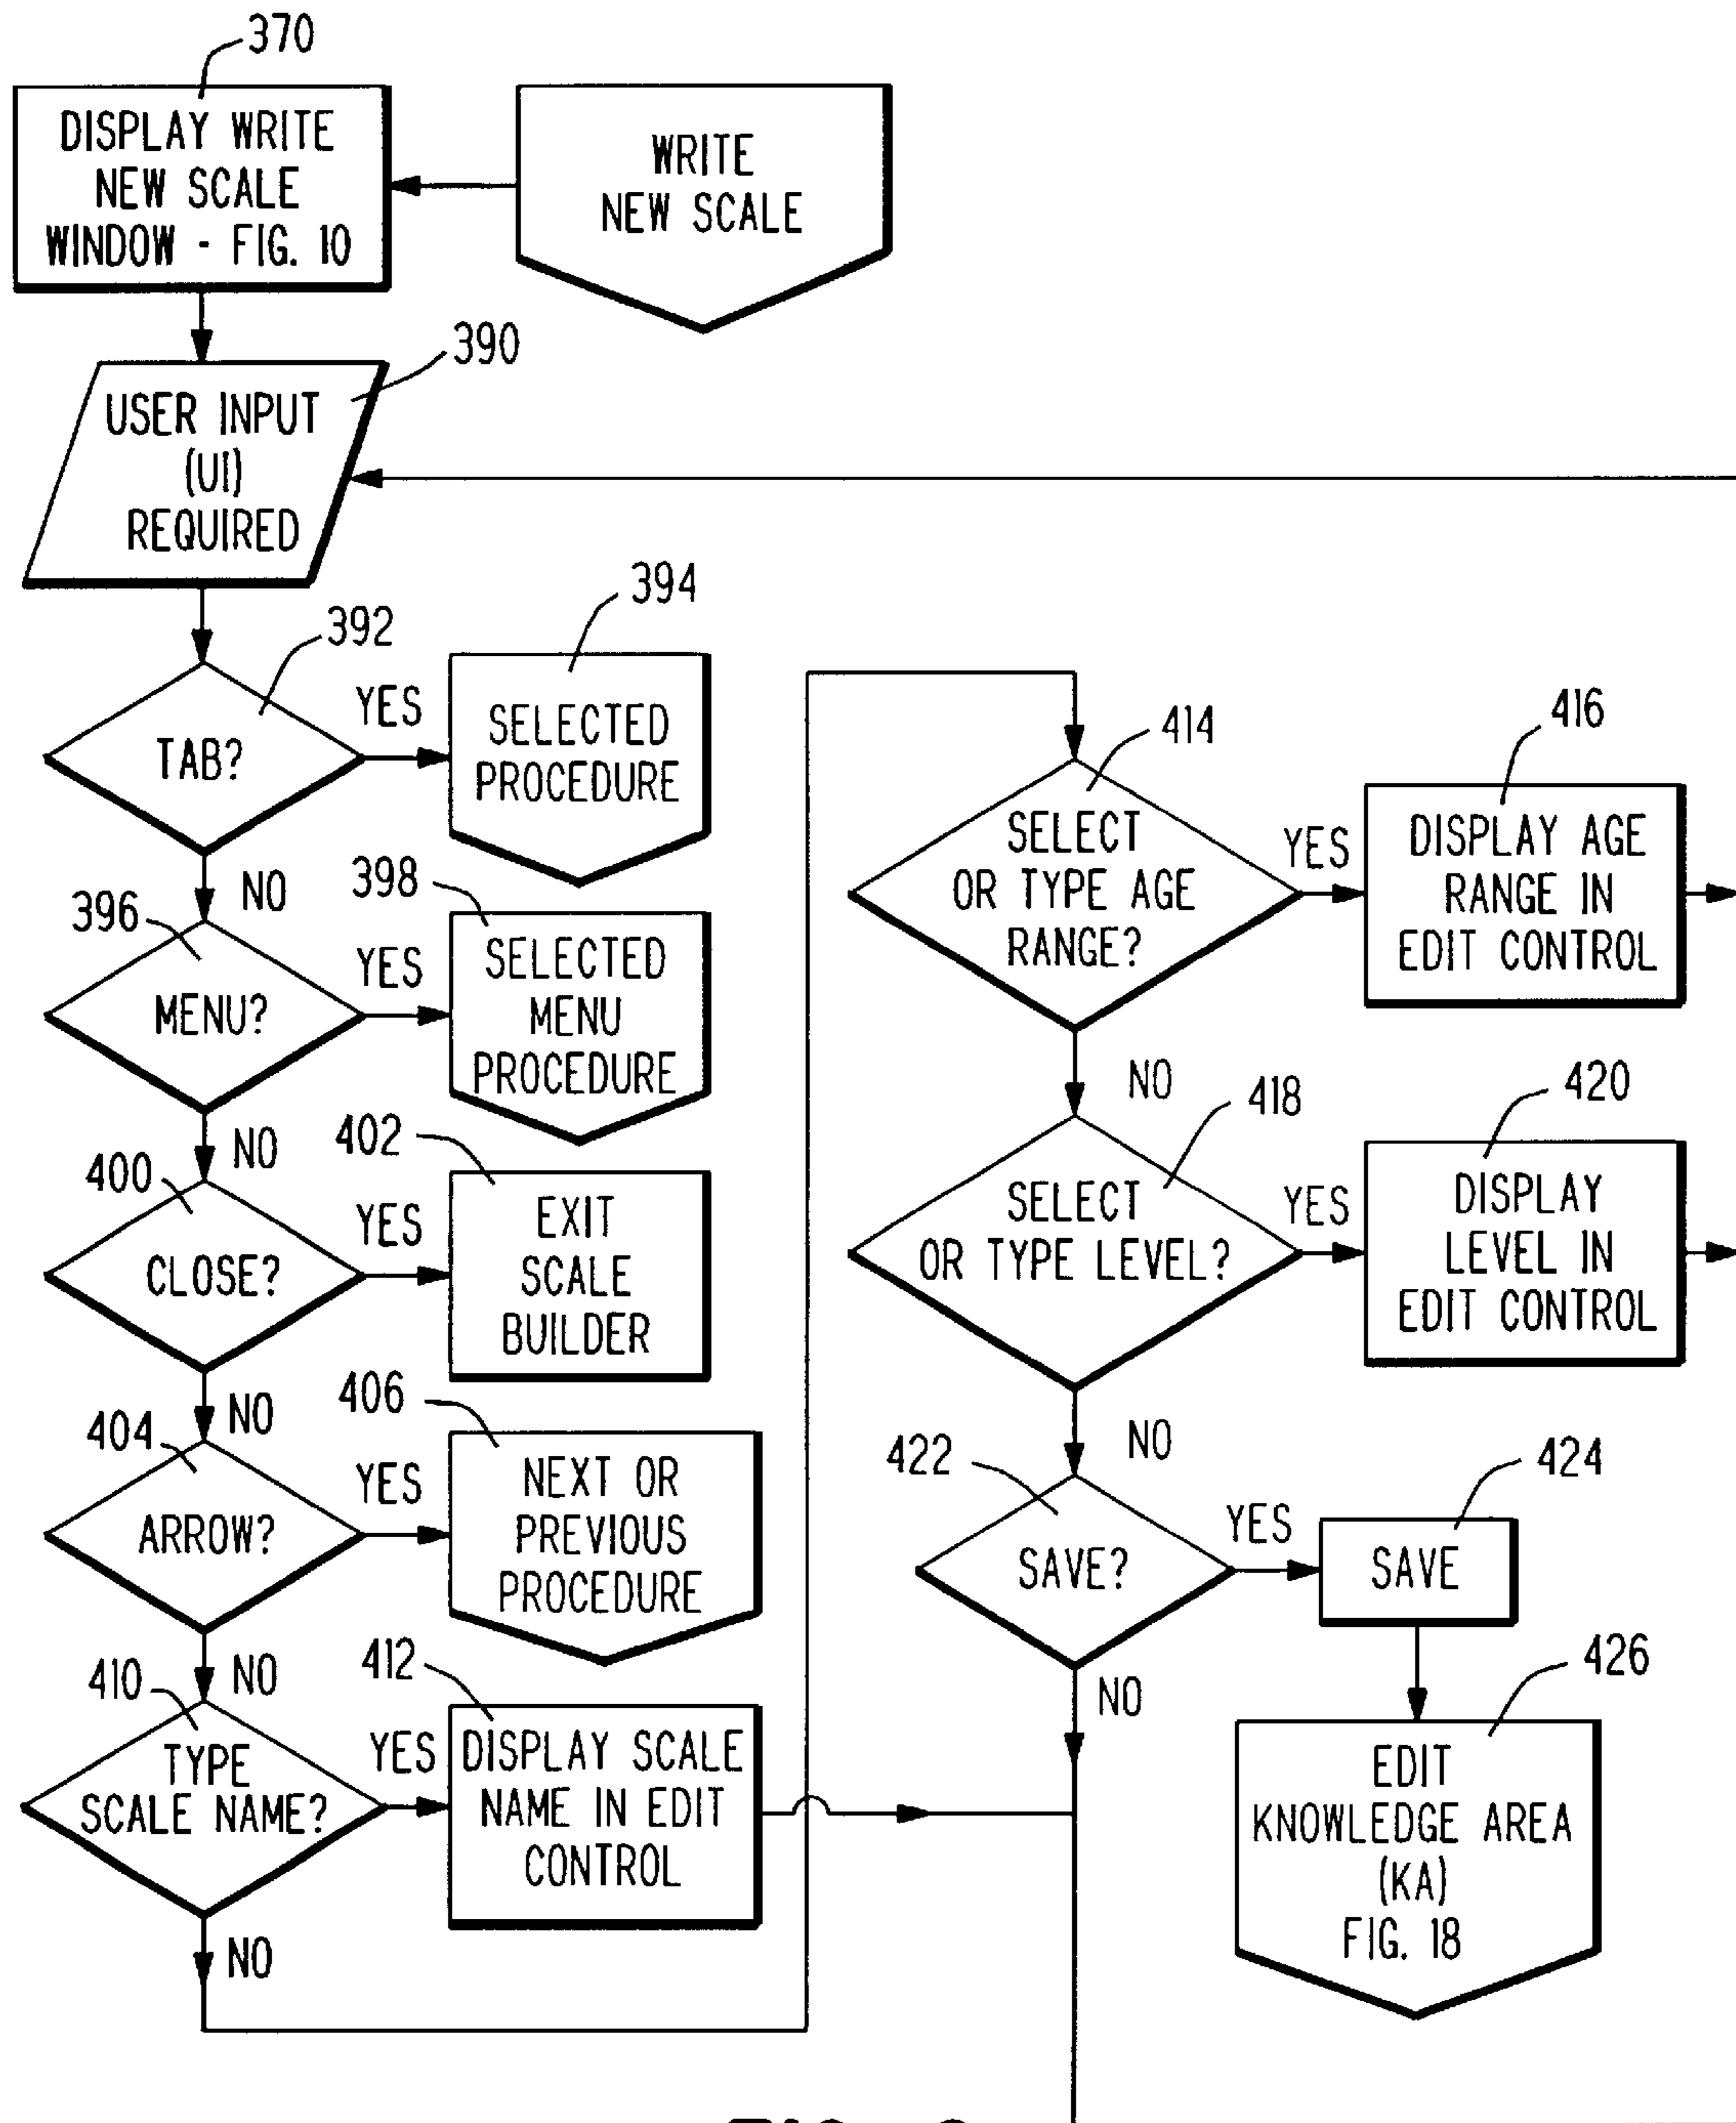 370
DISPLAY WRITE
NEW SCALE
WINDOW - FIG. 10
WRITE
NEW SCALE
390
USER INPUT
(UI)
REQUIRED
392
TAB?
YES
394
SELECTED
PROCEDURE
NO
396
MENU?
YES
398
SELECTED
MENU
PROCEDURE
NO
400
CLOSE?
YES
402
EXIT
SCALE
BUILDER
NO
404
ARROW?
YES
406
NEXT OR
PREVIOUS
PROCEDURE
NO
410
TYPE
SCALE NAME?
YES
412
DISPLAY SCALE
NAME IN EDIT
CONTROL
NO
414
SELECT
OR TYPE AGE
RANGE?
YES
416
DISPLAY AGE
RANGE IN
EDIT CONTROL
NO
418
SELECT
OR TYPE LEVEL?
YES
420
DISPLAY
LEVEL IN
EDIT CONTROL
NO
422
SAVE?
YES
424
SAVE
NO
426
EDIT
KNOWLEDGE AREA
(KA)
FIG. 18